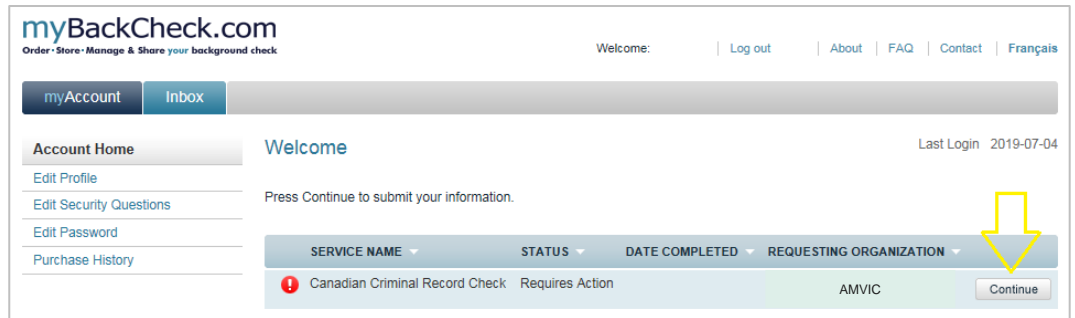 myBackCheck.com
Order · Store · Manage & Share your background check
Welcome: Log out About FAQ Contact Français
myAccount Inbox
Account Home
Edit Profile
Edit Security Questions
Edit Password
Purchase History
Welcome
Last Login 2019-07-04
Press Continue to submit your information.
SERVICE NAME STATUS DATE COMPLETED REQUESTING ORGANIZATION
Canadian Criminal Record Check Requires Action AMVIC Continue